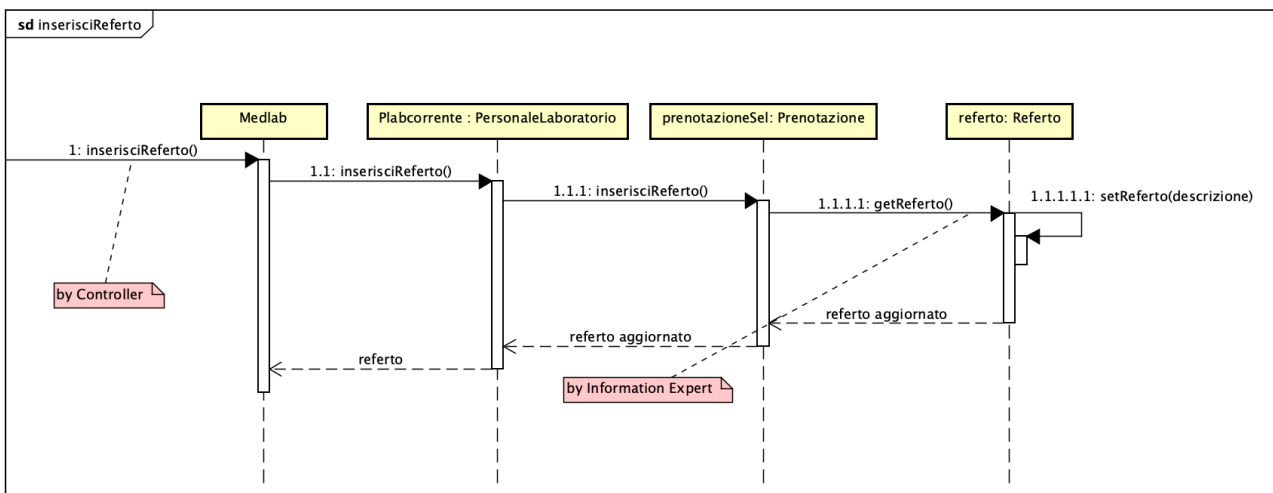 sd inserisciReferto
Medlab
Plabcorrente : PersonaleLaboratorio
prenotazioneSel: Prenotazione
referto: Referto
1: inserisciReferto()
1.1: inserisciReferto()
1.1.1: inserisciReferto()
1.1.1.1: getReferto()
1.1.1.1.1: setReferto(descrizione)
by Controller
referto aggiornato
referto aggiornato
referto
by Information Expert